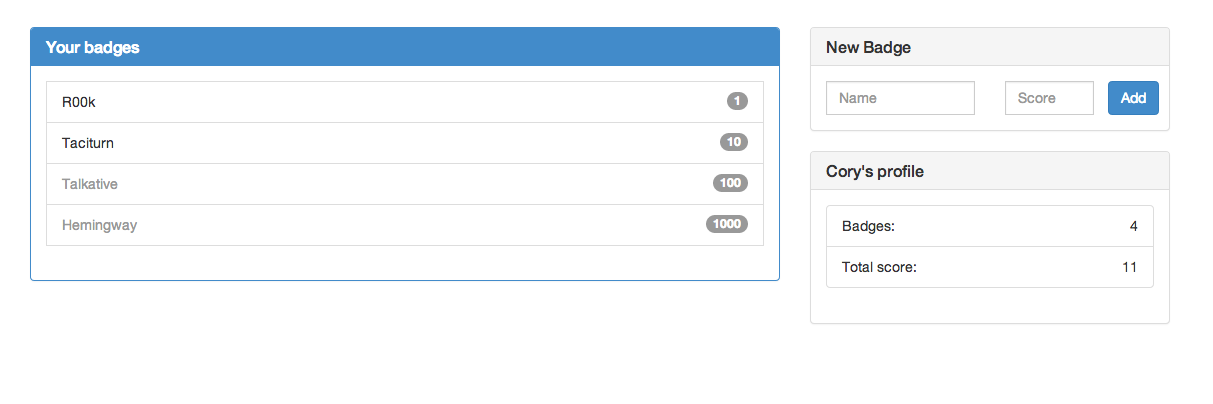 Your badges
R00k 1
Taciturn 10
Talkative 100
Hemingway 1000
New Badge
Name Score Add
Cory's profile
Badges: 4
Total score: 11